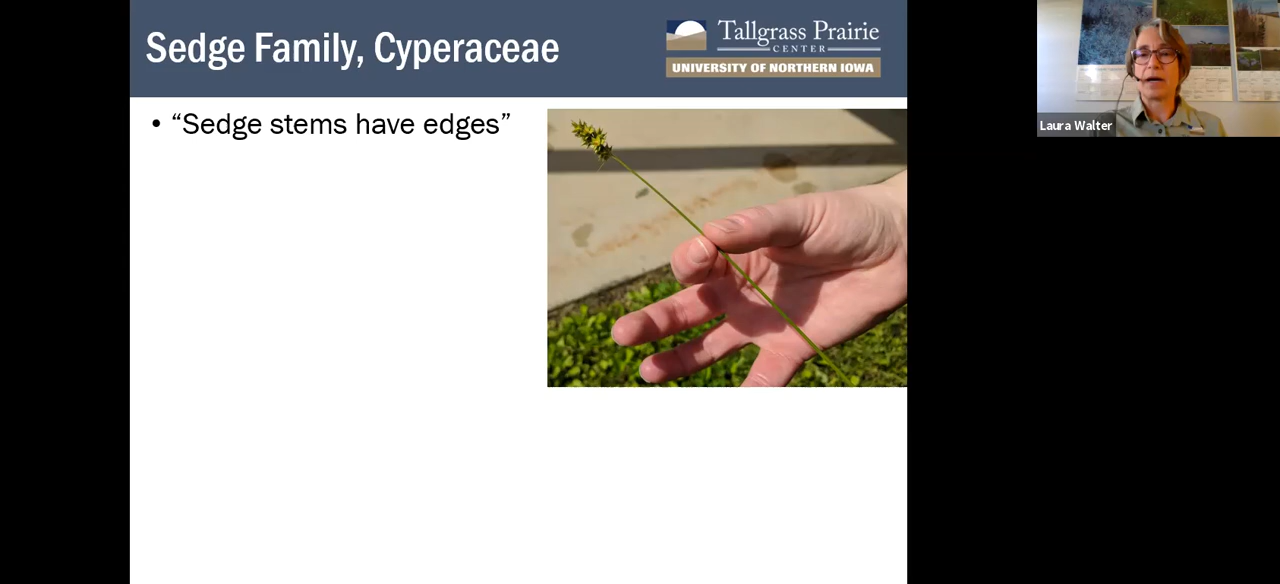 Sedge Family, Cyperaceae
Tallgrass Prairie
CENTER
UNIVERSITY OF NORTHERN IOWA
• “Sedge stems have edges”
Laura Walter